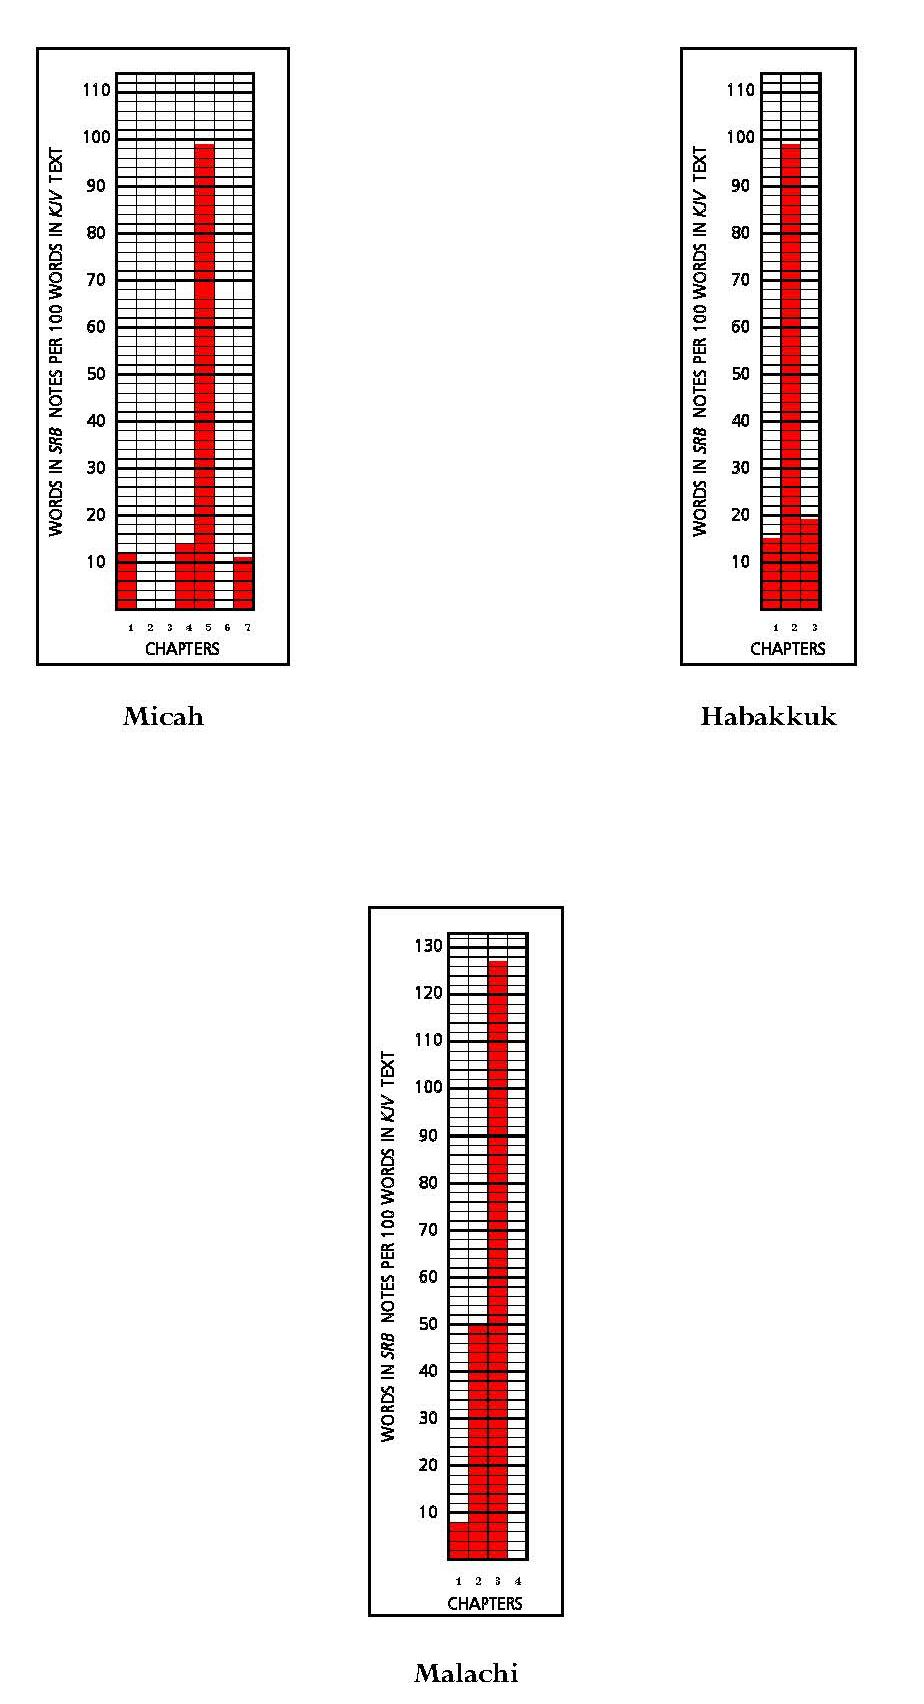 WORDS IN SRB NOTES PER 100 WORDS IN KJV TEXT
110
100
90
80
70
60
50
40
30
20
10
1 2 3 4 5 6 7
CHAPTERS
Micah
WORDS IN SRB NOTES PER 100 WORDS IN KJV TEXT
110
100
90
80
70
60
50
40
30
20
10
1 2 3
CHAPTERS
Habakkuk
WORDS IN SRB NOTES PER 100 WORDS IN KJV TEXT
130
120
110
100
90
80
70
60
50
40
30
20
10
1 2 3 4
CHAPTERS
Malachi